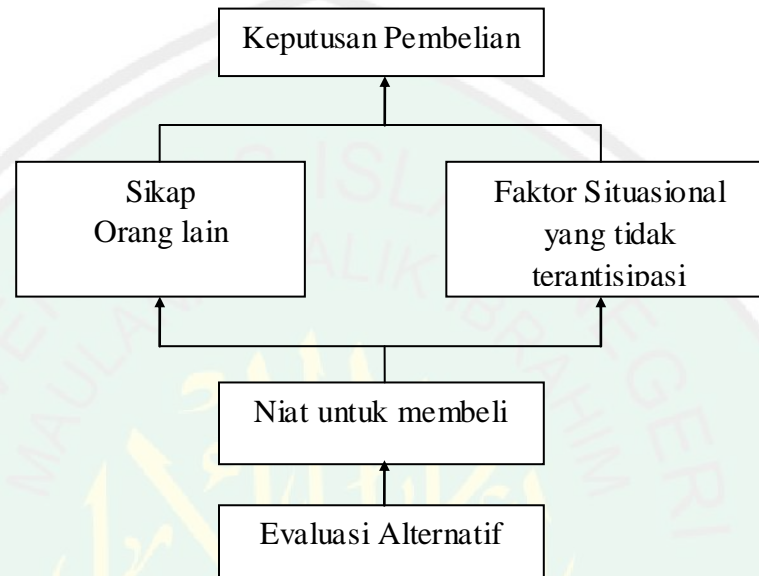 Keputusan Pembelian
Sikap
Orang lain
Faktor Situasional
yang tidak
terantisipasi
Niat untuk membeli
Evaluasi Alternatif